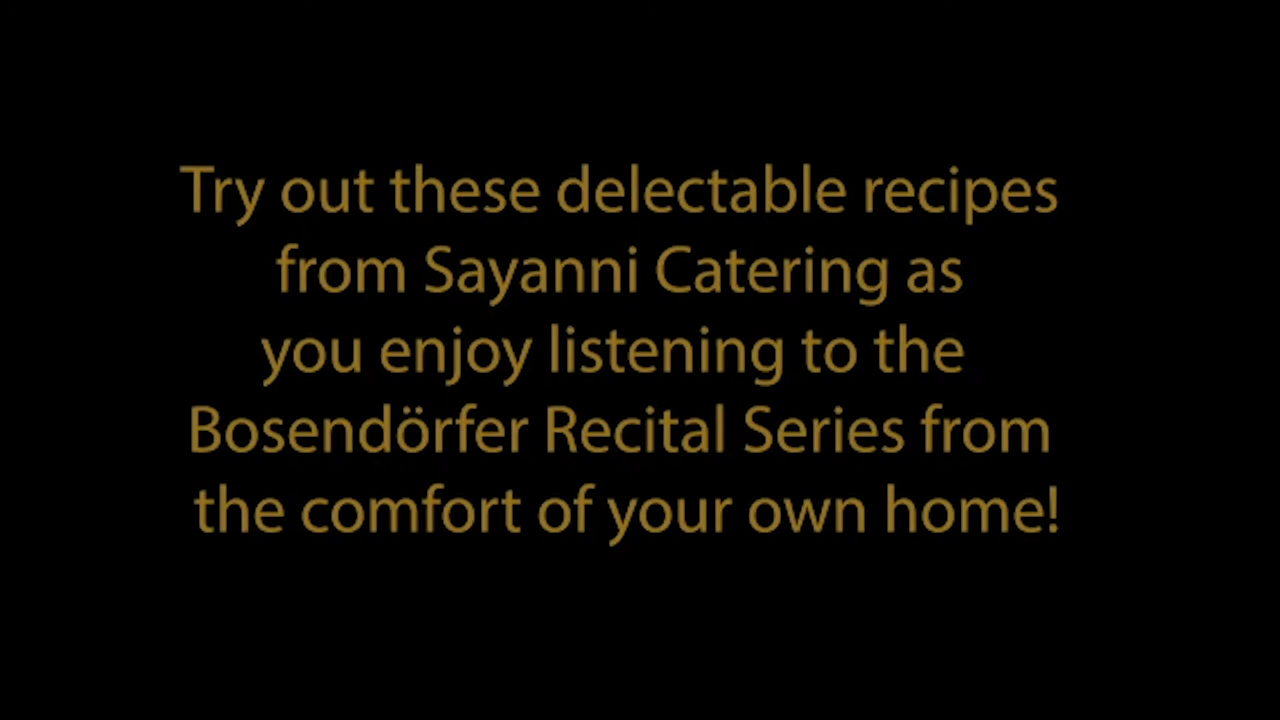 Try out these delectable recipes
from Sayanni Catering as
you enjoy listening to the
Bosendörfer Recital Series from
the comfort of your own home!